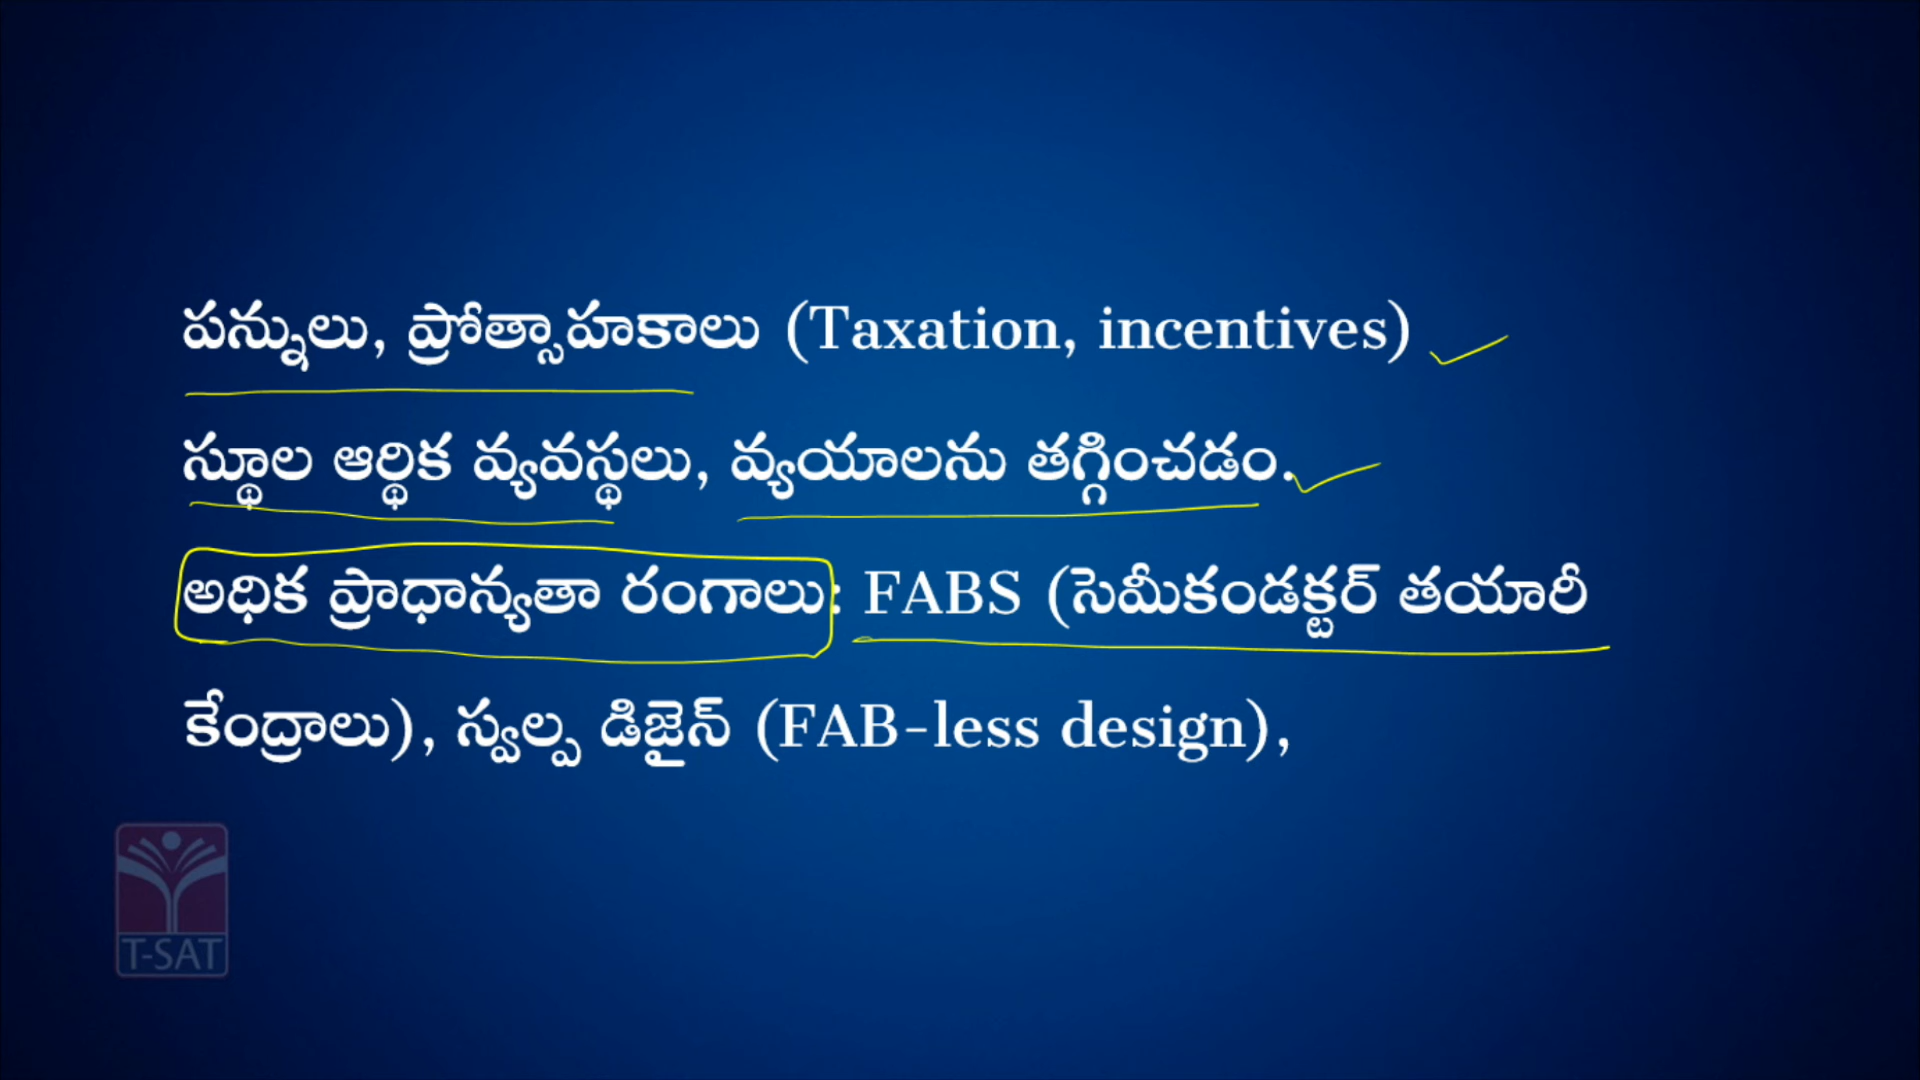 పన్నులు, ప్రోత్సాహకాలు (Taxation, incentives)
స్థూల ఆర్థిక వ్యవస్థలు, వ్యయాలను తగ్గించడం.
అధిక ప్రాధాన్యతా రంగాలు: FABS (సెమీకండక్టర్ తయారీ
కేంద్రాలు), స్వల్ప డిజైన్ (FAB-less design),
T-SAT